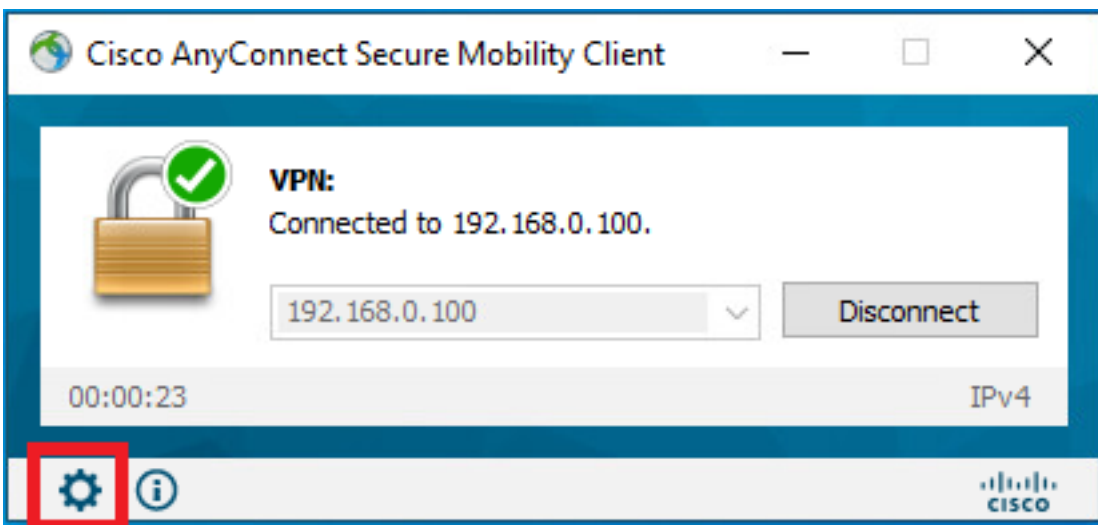 Cisco AnyConnect Secure Mobility Client
VPN:
Connected to 192.168.0.100.
192.168.0.100
Disconnect
00:00:23
IPv4
CISCO